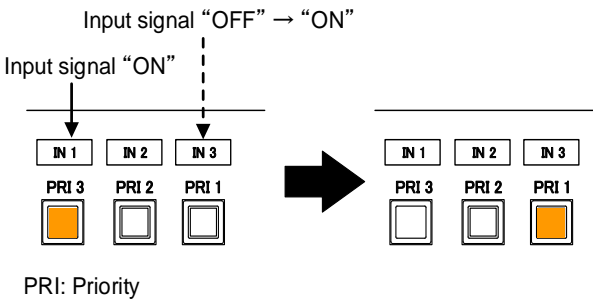 Input signal “OFF” → “ON”
Input signal “ON”
IN 1 IN 2 IN 3 IN 1 IN 2 IN 3
PRI 3 PRI 2 PRI 1 PRI 3 PRI 2 PRI 1
PRI: Priority